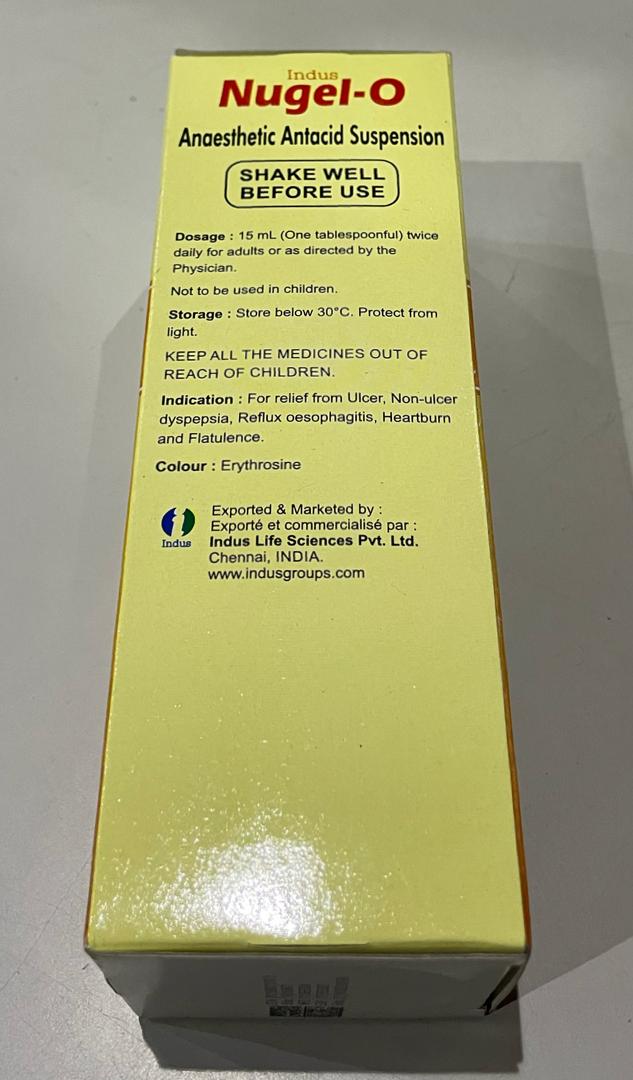 Indus
Nugel-O
Anaesthetic Antacid Suspension
SHAKE WELL
BEFORE USE
Dosage : 15 mL (One tablespoonful) twice
daily for adults or as directed by the
Physician.
Not to be used in children.
Storage : Store below 30°C. Protect from
light.
KEEP ALL THE MEDICINES OUT OF
REACH OF CHILDREN.
Indication : For relief from Ulcer, Non-ulcer
dyspepsia, Reflux oesophagitis, Heartburn
and Flatulence.
Colour : Erythrosine
Indus
Exported & Marketed by :
Exporté et commercialisé par :
Indus Life Sciences Pvt. Ltd.
Chennai, INDIA.
www.indusgroups.com